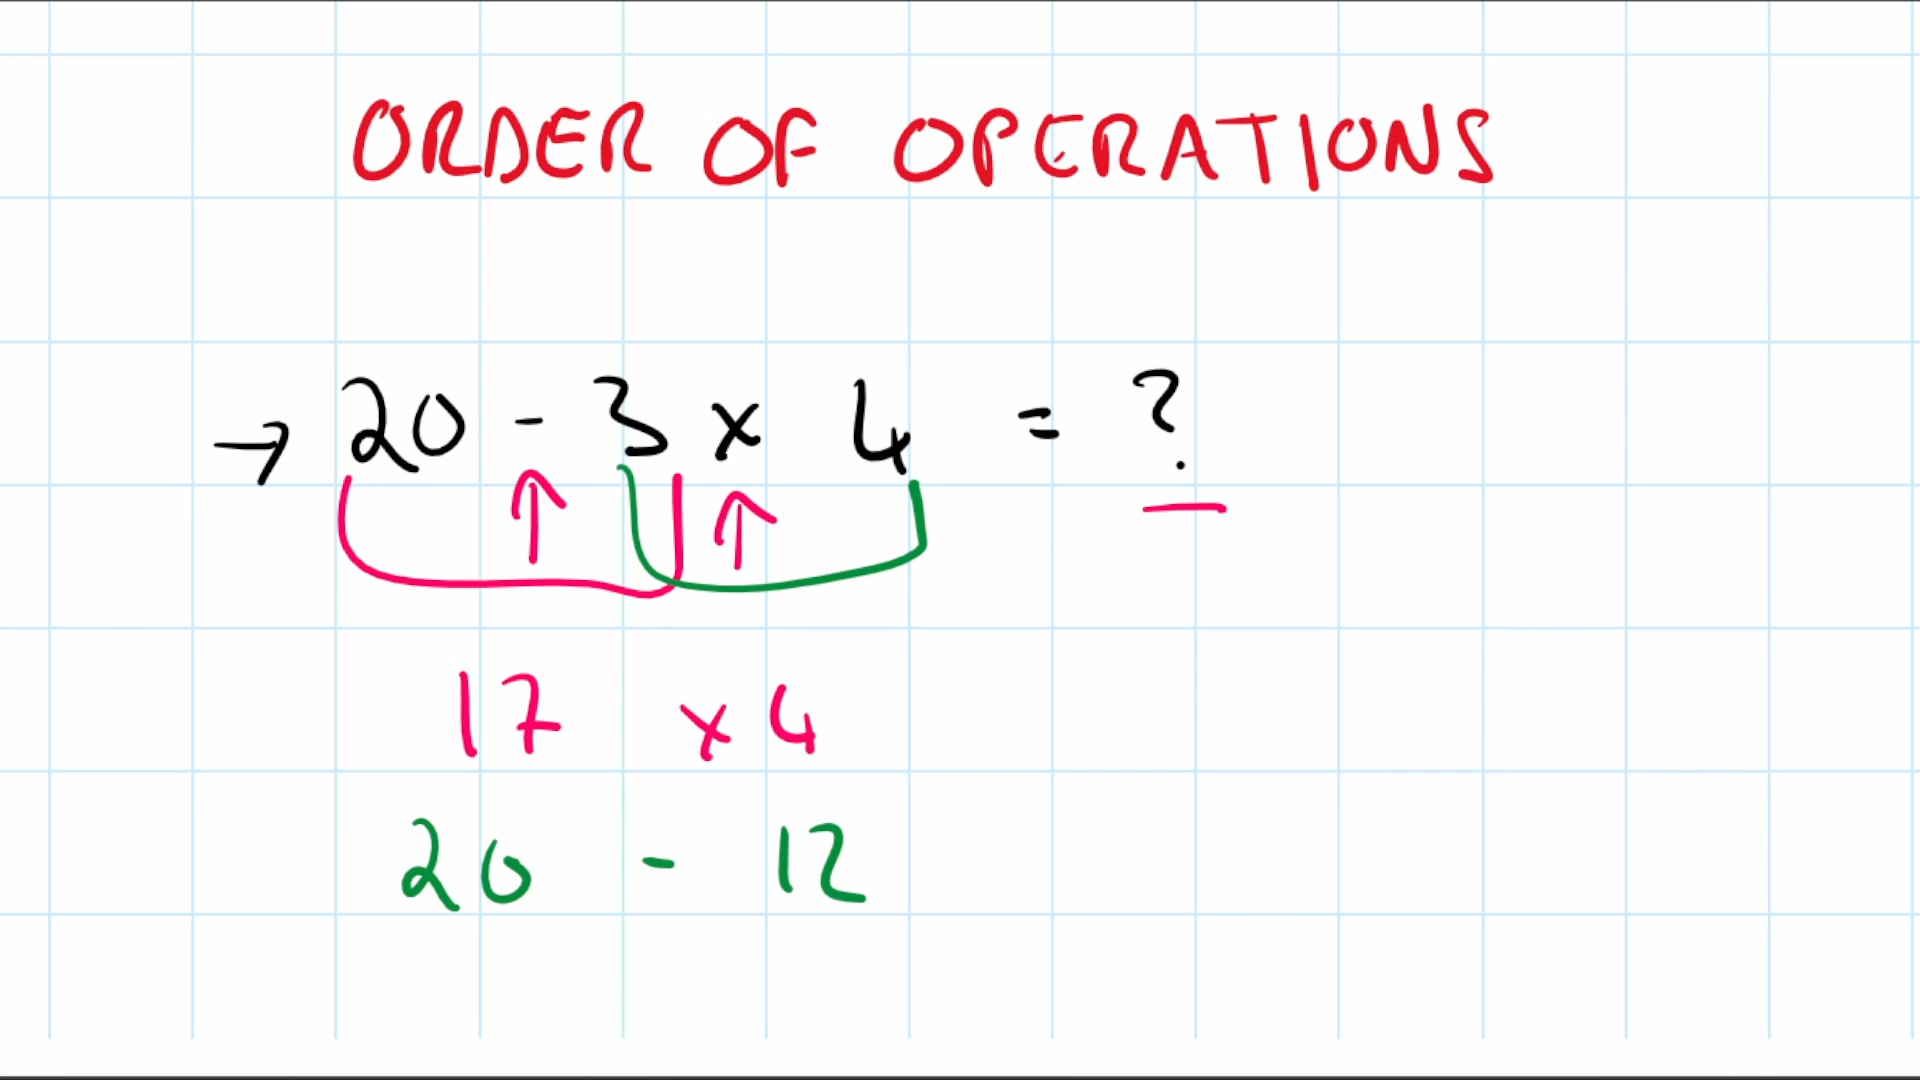 ORDER OF OPERATIONS
→ 20 - 3 x 4 = ?
17 x 4
20 - 12